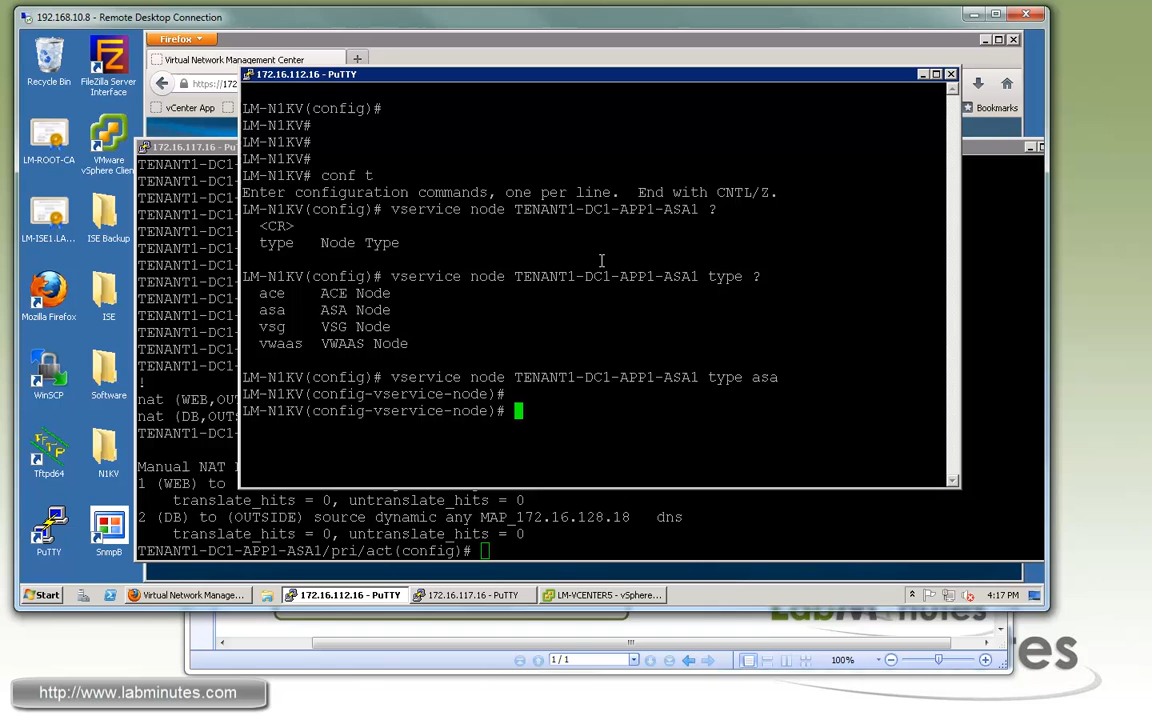 192.168.10.8 - Remote Desktop Connection
Firefox
Virtual Network Management Center
https://172
vCenter App
Bookmarks
Recycle Bin
FileZilla Server Interface
LM-ROOT-CA
VMware vSphere Client
LM-ISE1.LA...
ISE Backup
Mozilla Firefox
ISE
WinSCP
Software
Tftpd64
N1KV
PuTTY
SnmpB
172.16.112.16 - PuTTY
LM-N1KV(config)#
LM-N1KV#
LM-N1KV#
LM-N1KV#
LM-N1KV# conf t
Enter configuration commands, one per line.  End with CNTL/Z.
LM-N1KV(config)# vservice node TENANT1-DC1-APP1-ASA1 ?
<CR>
type   Node Type
LM-N1KV(config)# vservice node TENANT1-DC1-APP1-ASA1 type ?
ace    ACE Node
asa    ASA Node
vsg    VSG Node
vwaas  VWAAS Node
LM-N1KV(config)# vservice node TENANT1-DC1-APP1-ASA1 type asa
LM-N1KV(config-vservice-node)#
LM-N1KV(config-vservice-node)#
172.16.117.16 - Pu
TENANT1-DC1-
TENANT1-DC1-
TENANT1-DC1-
TENANT1-DC1-
TENANT1-DC1-
TENANT1-DC1-
TENANT1-DC1-
TENANT1-DC1-
TENANT1-DC1-
TENANT1-DC1-
TENANT1-DC1-
TENANT1-DC1-
TENANT1-DC1-
!
nat (WEB,OU
nat (DB,OUTS
TENANT1-DC1-
Manual NAT
1 (WEB) to
translate_hits = 0, untranslate_hits = 0
2 (DB) to (OUTSIDE) source dynamic any MAP_172.16.128.18   dns
translate_hits = 0, untranslate_hits = 0
TENANT1-DC1-APP1-ASA1/pri/act(config)#
Start
Virtual Network Manage...
172.16.112.16 - PuTTY
172.16.117.16 - PuTTY
LM-VCENTER5 - vSphere...
4:17 PM
1 / 1
100%
http://www.labminutes.com